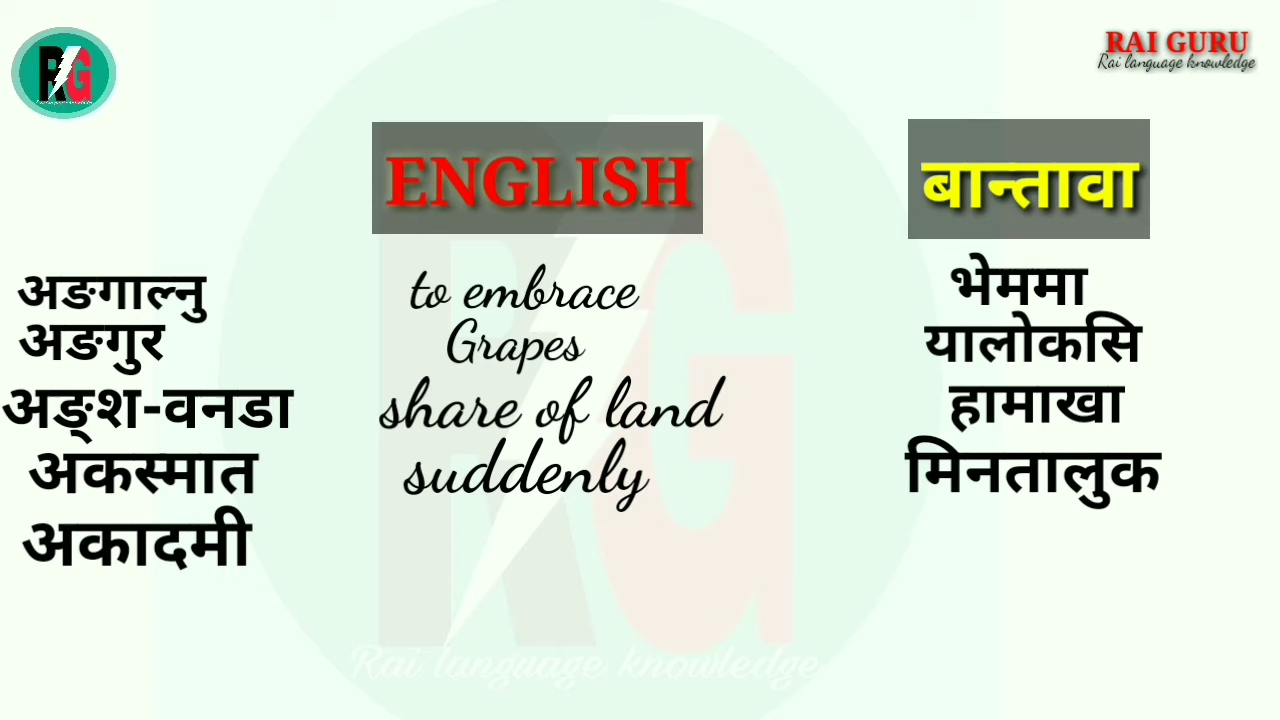 RG
RAI GURU
Rai language knowledge
ENGLISH बान्तावा
अङगाल्नु to embrace भेममा
अङगुर Grapes यालोकसि
अङ्श-वनडा share of land हामाखा
अकस्मात suddenly मिनतालुक
अकादमी
Rai language knowledge